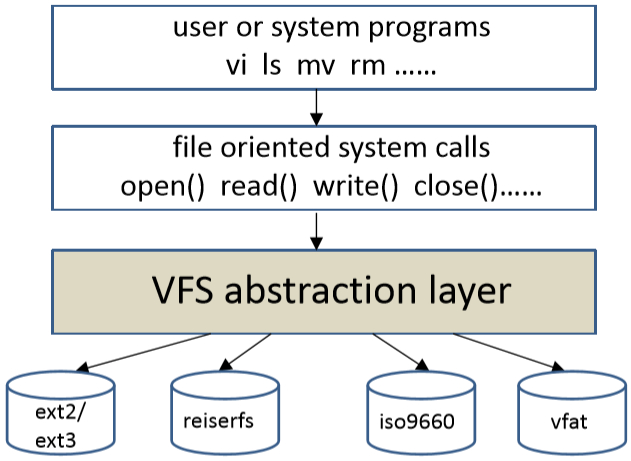 user or system programs
vi ls mv rm ......
file oriented system calls
open() read() write() close()......
VFS abstraction layer
ext2/
ext3
reiserfs
iso9660
vfat